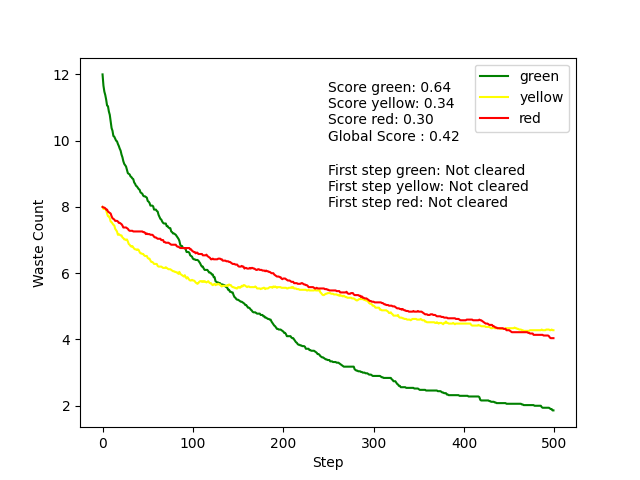 Score green: 0.64
Score yellow: 0.34
Score red: 0.30
Global Score : 0.42
First step green: Not cleared
First step yellow: Not cleared
First step red: Not cleared
green
yellow
red
Waste Count
12
10
8
6
4
2
0
100
200
300
400
500
Step